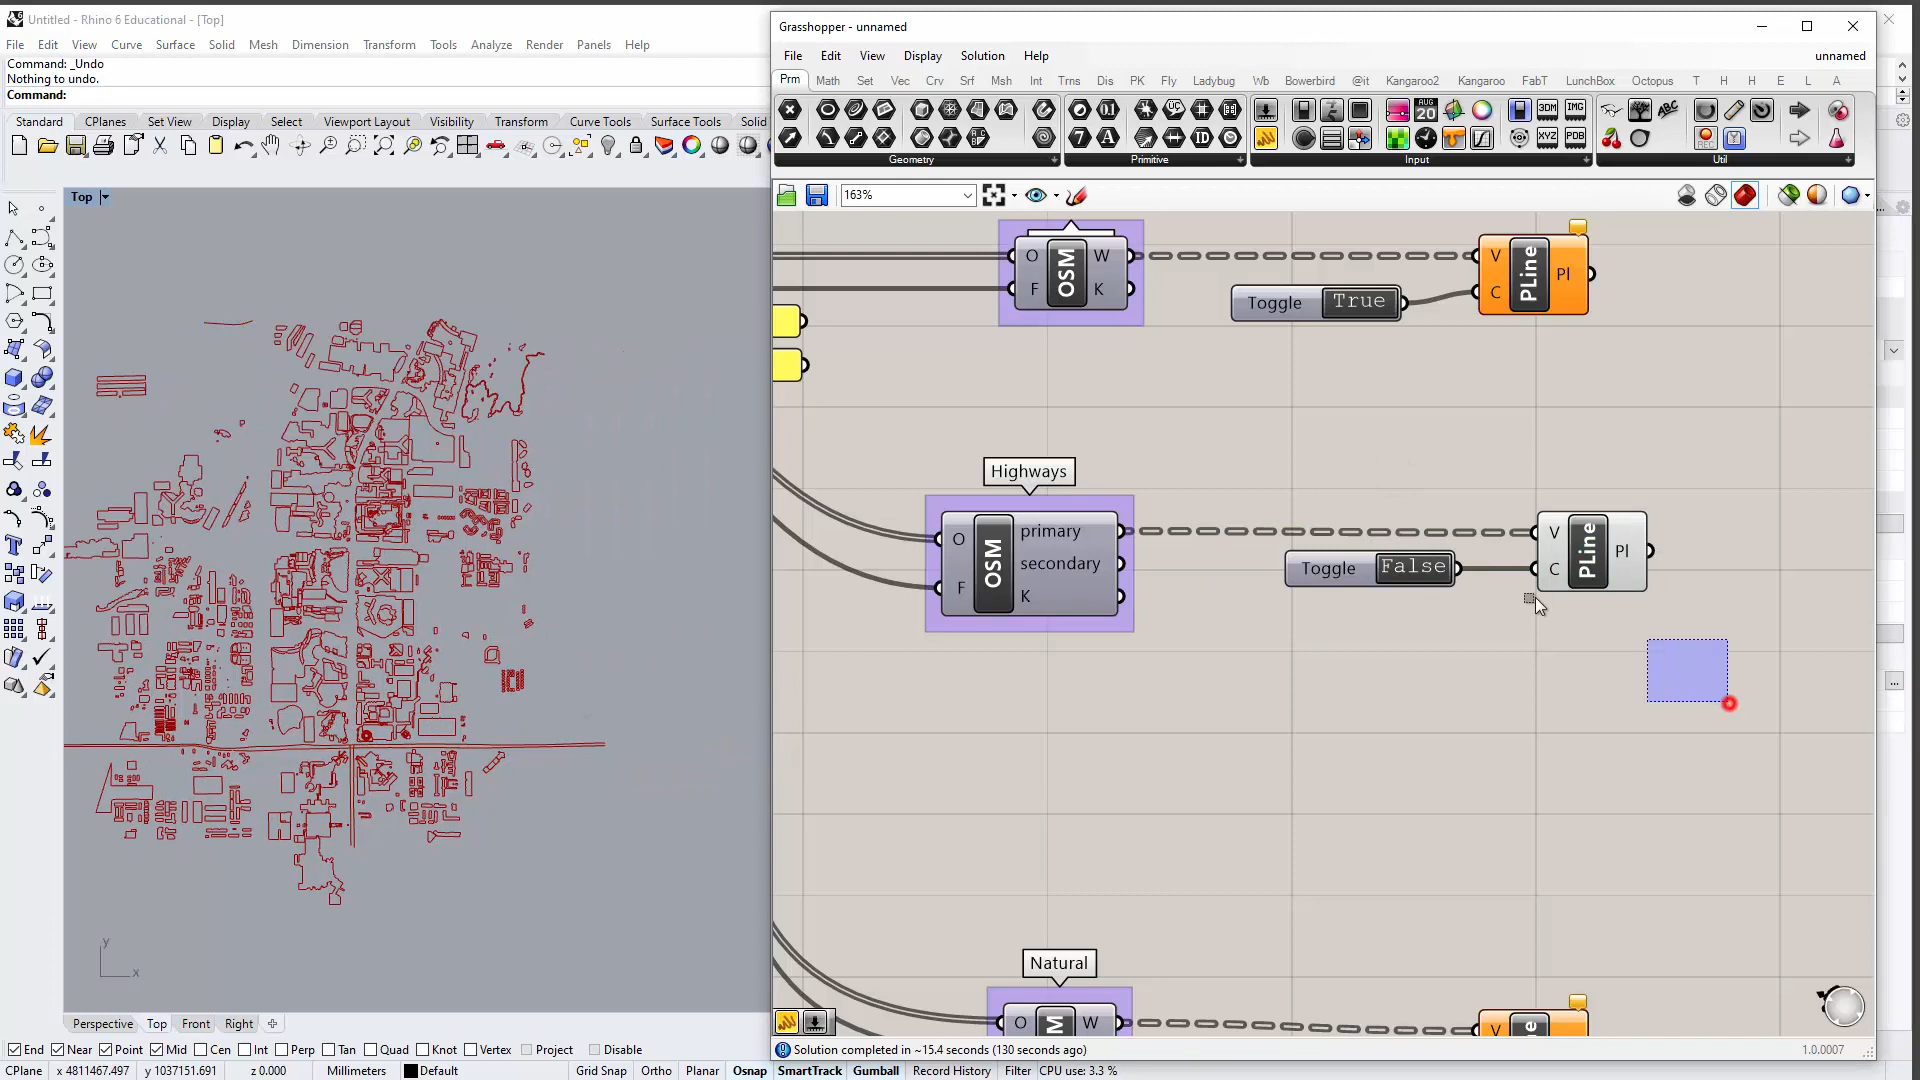 Untitled - Rhino 6 Educational - [Top]
File Edit View Curve Surface Solid Mesh Dimension Transform Tools Analyze Render Panels Help
Command: _Undo
Nothing to undo.
Command:
Standard CPlanes Set View Display Select Viewport Layout Visibility Transform Curve Tools Surface Tools Solid
Top
y
x
Perspective Top Front Right
End Near Point Mid Cen Int Perp Tan Quad Knot Vertex Project Disable
CPlane x 4811467.497 y 1037151.691 z 0.000 Millimeters Default Grid Snap Ortho Planar Osnap SmartTrack Gumball Record History Filter CPU use: 3.3 %
Grasshopper - unnamed
File Edit View Display Solution Help unnamed
Prm Math Set Vec Crv Srf Msh Int Trns Dis PK Fly Ladybug Wb Bowerbird @it Kangaroo2 Kangaroo FabT LunchBox Octopus T H H E L A
Geometry Primitive Input Util
163%
O F OSM W K
Toggle True
V C PLine Pl
Highways
O F OSM primary secondary K
Toggle False
V C PLine Pl
Natural
O M W
V
Solution completed in ~15.4 seconds (130 seconds ago)
1.0.0007